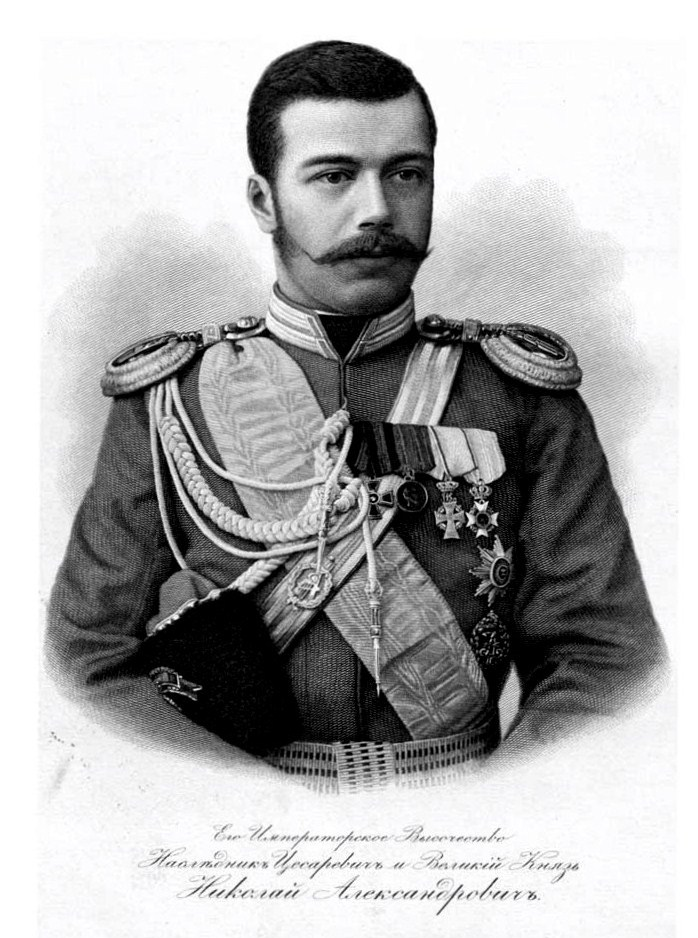 Его Императорское Высочество
Наслѣдникъ Цесаревичъ и Великій Князь
Николай Александровичъ.